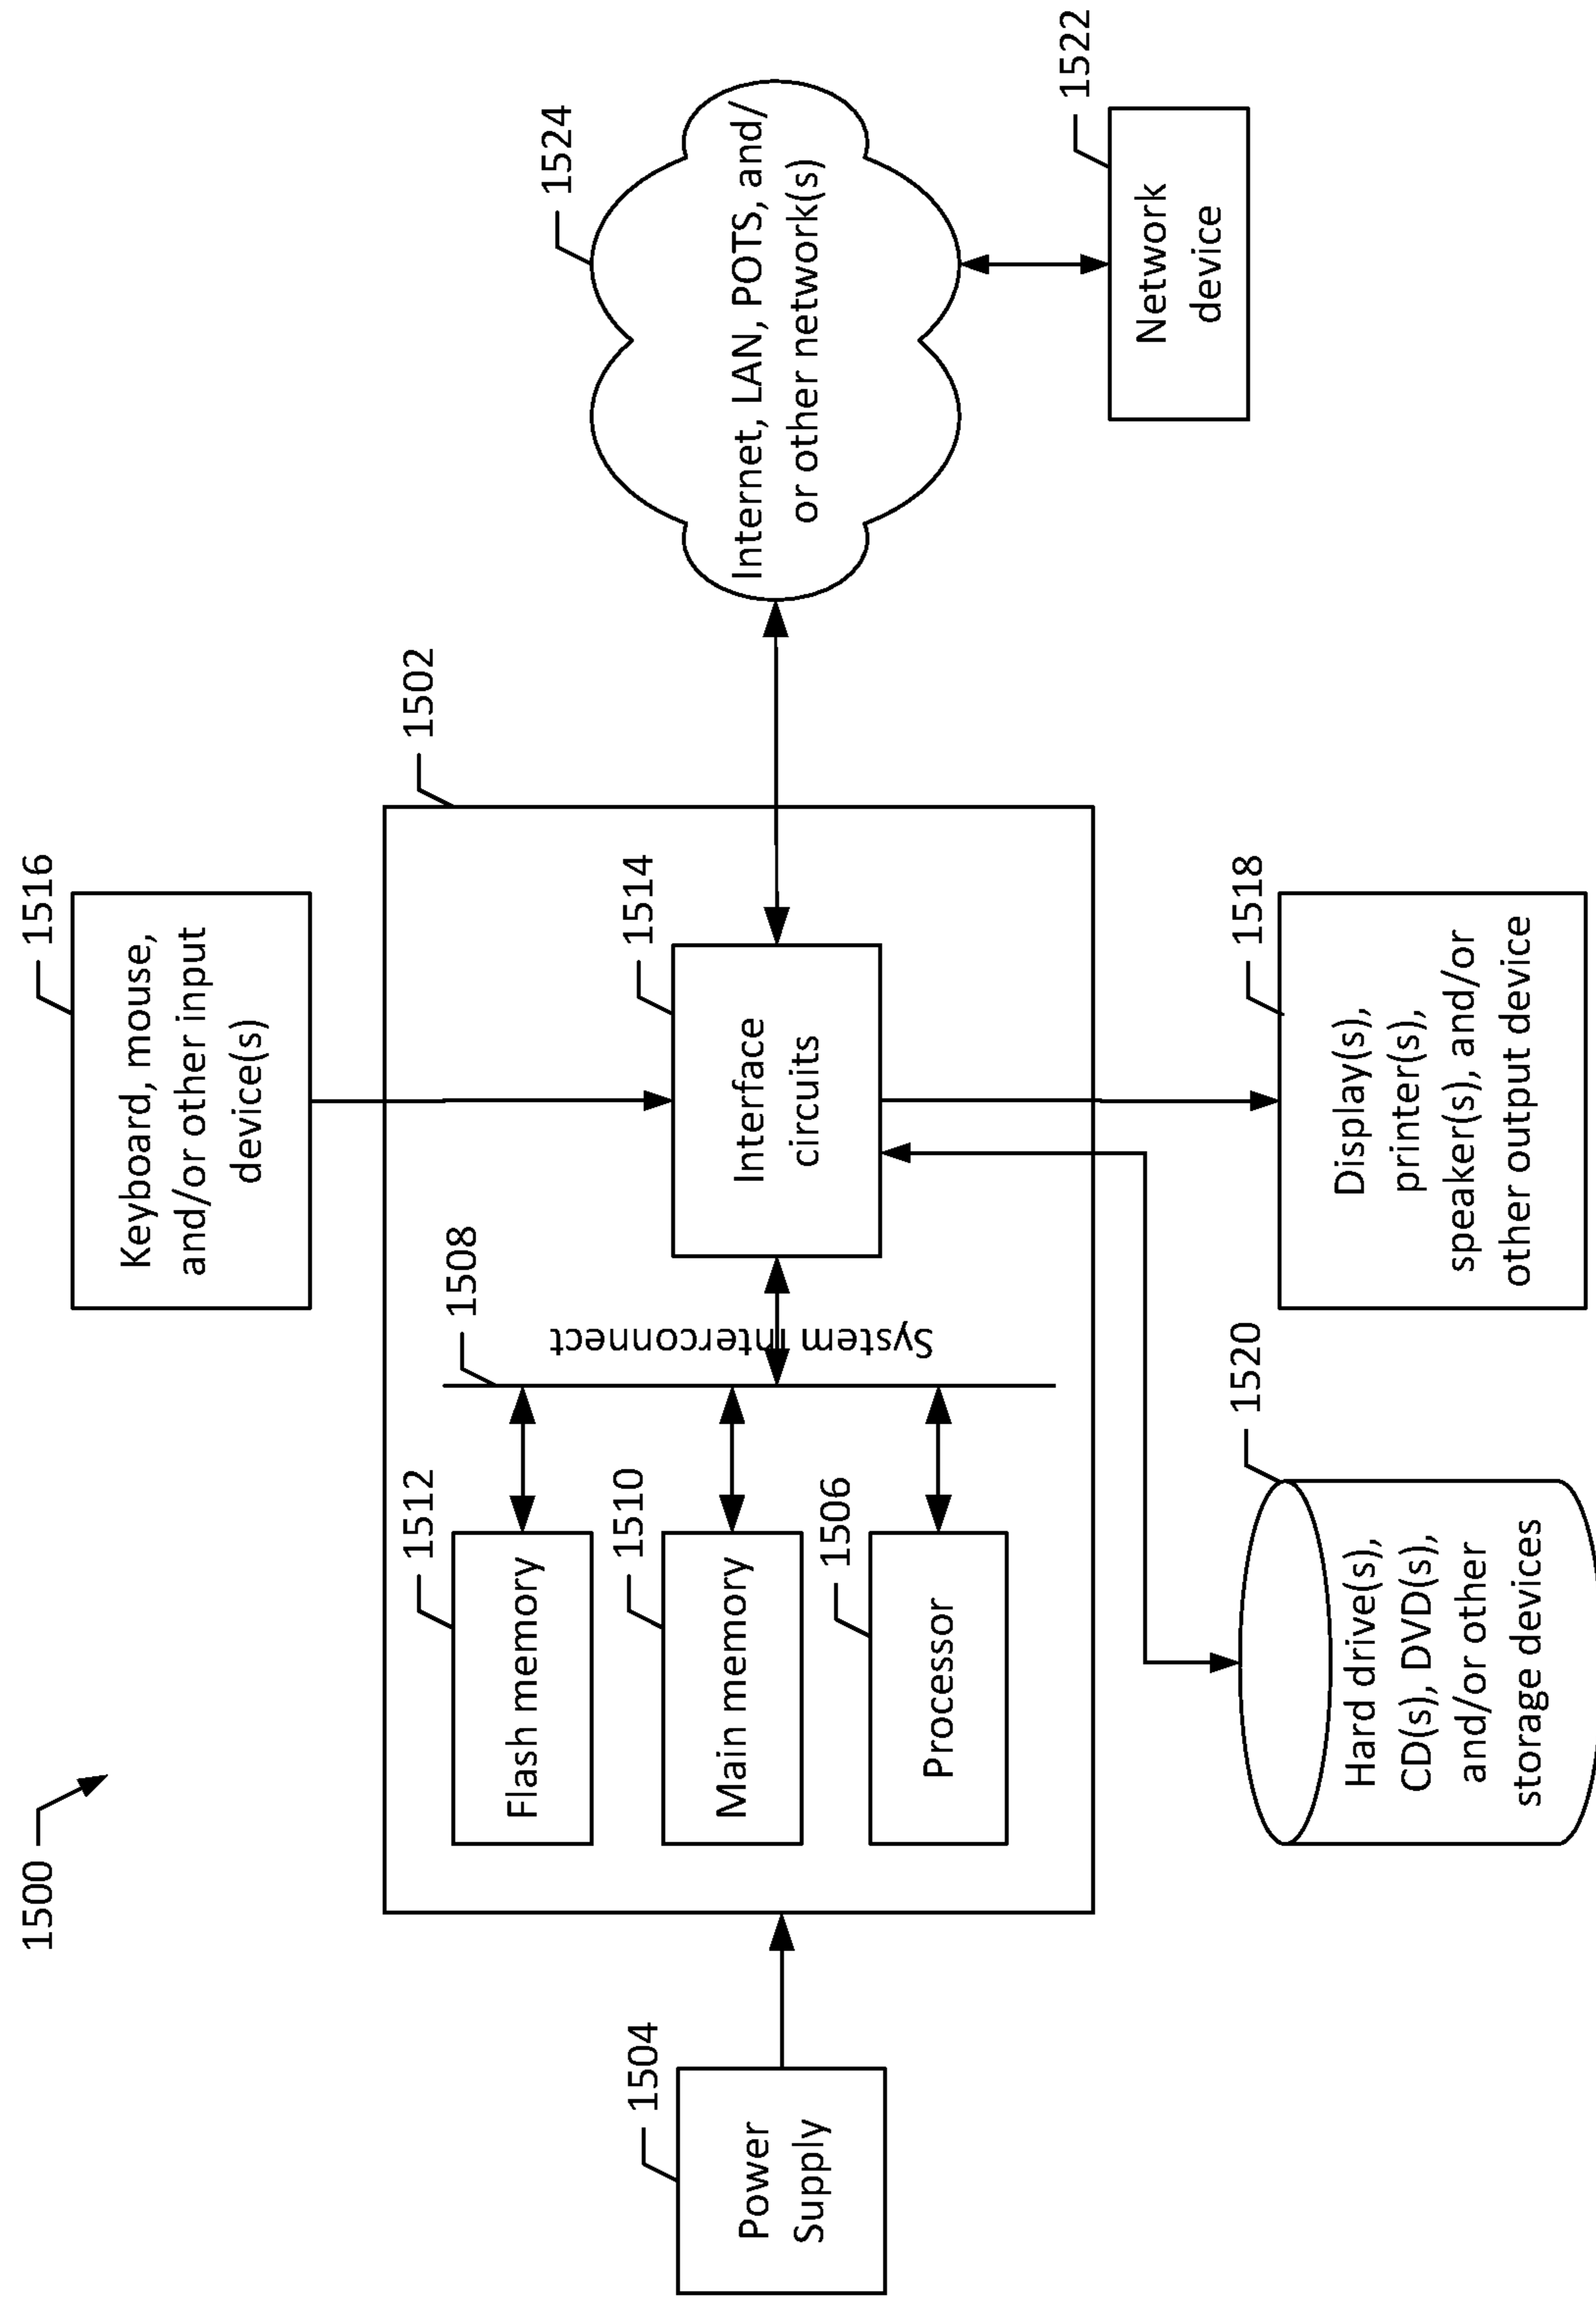 1500
1516
Keyboard, mouse,
and/or other input
device(s)
1502
1524
Internet, LAN, POTS, and/
or other network(s)
1504
Power
Supply
1512
Flash memory
1508
System Interconnect
1510
Main memory
1514
Interface
circuits
1506
Processor
1522
Network
device
1520
Hard drive(s),
CD(s), DVD(s),
and/or other
storage devices
1518
Display(s),
printer(s),
speaker(s), and/or
other output device